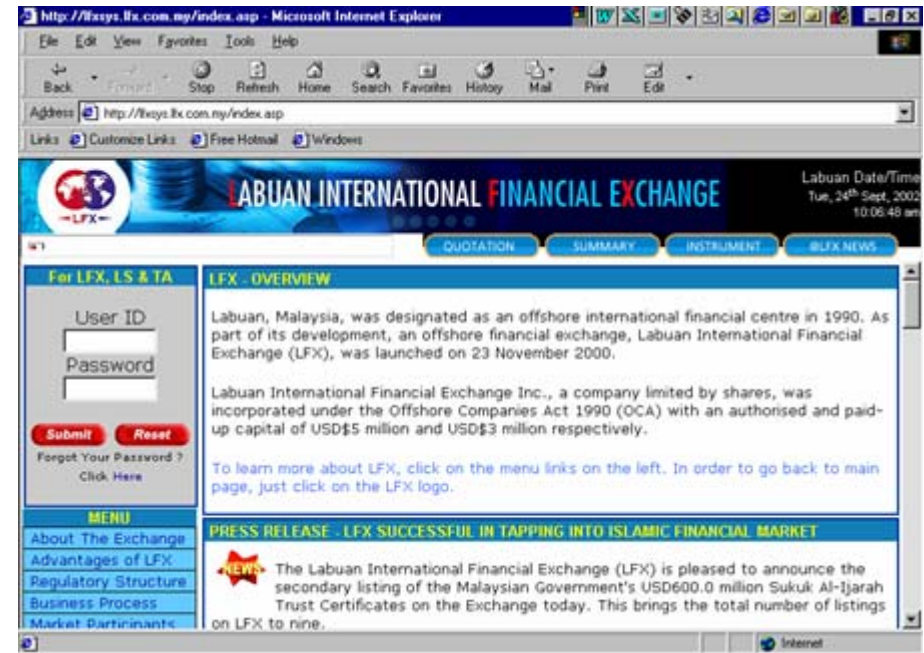 http://lfxsys.lfx.com.my/index.asp - Microsoft Internet Explorer
File Edit View Favorites Tools Help
Back Forward Stop Refresh Home Search Favorites History Mail Print Edit
Address http://lfxsys.lfx.com.my/index.asp
Links Customize Links Free Hotmail Windows
LFX
LABUAN INTERNATIONAL FINANCIAL EXCHANGE
Labuan Date/Time
Tue, 24th Sept, 2002
10:06:48 am
QUOTATION SUMMARY INSTRUMENT @LFX NEWS
For LFX, LS & TA
User ID
Password
Submit Reset
Forgot Your Password ?
Click Here
MENU
About The Exchange
Advantages of LFX
Regulatory Structure
Business Process
Market Participants
LFX - OVERVIEW
Labuan, Malaysia, was designated as an offshore international financial centre in 1990. As
part of its development, an offshore financial exchange, Labuan International Financial
Exchange (LFX), was launched on 23 November 2000.
Labuan International Financial Exchange Inc., a company limited by shares, was
incorporated under the Offshore Companies Act 1990 (OCA) with an authorised and paid-
up capital of USD$5 million and USD$3 million respectively.
To learn more about LFX, click on the menu links on the left. In order to go back to main
page, just click on the LFX logo.
PRESS RELEASE - LFX SUCCESSFUL IN TAPPING INTO ISLAMIC FINANCIAL MARKET
NEWS
The Labuan International Financial Exchange (LFX) is pleased to announce the
secondary listing of the Malaysian Government's USD600.0 million Sukuk Al-Ijarah
Trust Certificates on the Exchange today. This brings the total number of listings
on LFX to nine.
Internet